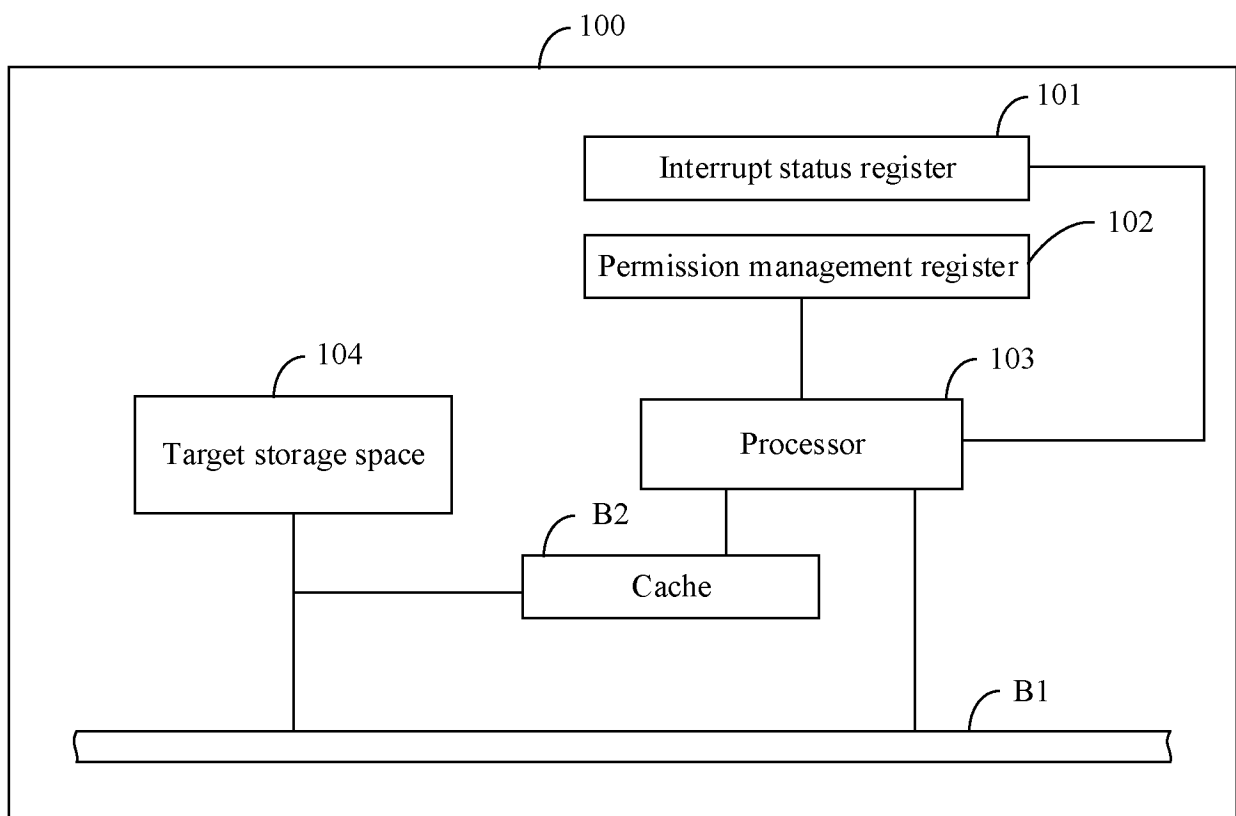 100
101
Interrupt status register
102
Permission management register
104
103
Target storage space
Processor
B2
Cache
B1